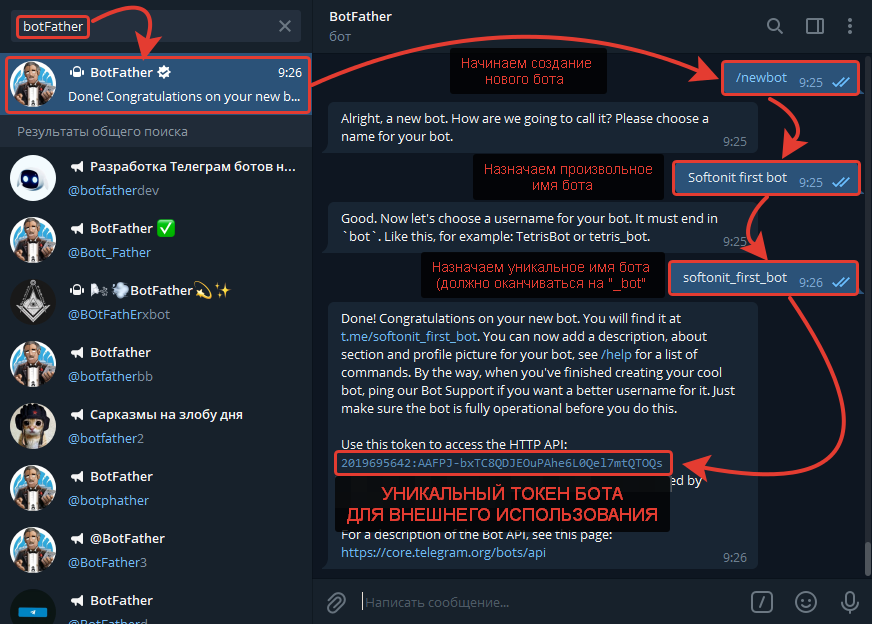 botFather
BotFather
9:26
Done! Congratulations on your new b...
Результаты общего поиска
Разработка Телеграм ботов н...
@botfatherdev
BotFather ✅
@Bott_Father
BotFather💫✨
@BOtFathErxbot
BotFather
@botfatherbb
Сарказмы на злобу дня
@botfather2
BotFather
@botphather
@BotFather
@BotFather3
BotFather
@BotFatherd
BotFather
бот
Начинаем создание
нового бота
/newbot
9:25
Alright, a new bot. How are we going to call it? Please choose a
name for your bot.
9:25
Назначаем произвольное
имя бота
Softonit first bot
9:25
Good. Now let's choose a username for your bot. It must end in
`bot`. Like this, for example: TetrisBot or tetris_bot.
9:25
Назначаем уникальное имя бота
(должно оканчиваться на "_bot"
softonit_first_bot
9:26
Done! Congratulations on your new bot. You will find it at
t.me/softonit_first_bot. You can now add a description, about
section and profile picture for your bot, see /help for a list of
commands. By the way, when you've finished creating your cool
bot, ping our Bot Support if you want a better username for it. Just
make sure the bot is fully operational before you do this.
Use this token to access the HTTP API:
2019695642:AAFPJ-bxTC8QDJEOuPAhe6L0Qel7mtQTOQs
ed by
УНИКАЛЬНЫЙ ТОКЕН БОТА
ДЛЯ ВНЕШНЕГО ИСПОЛЬЗОВАНИЯ
For a description of the Bot API, see this page:
https://core.telegram.org/bots/api
9:26
Написать сообщение...